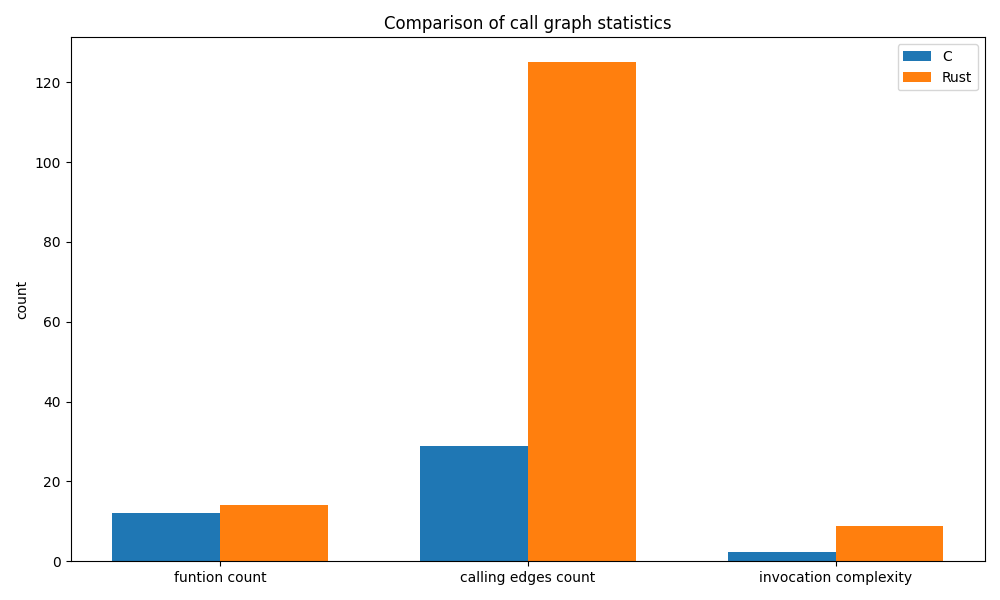 Comparison of call graph statistics
C
Rust
count
120
100
80
60
40
20
0
funtion count
calling edges count
invocation complexity